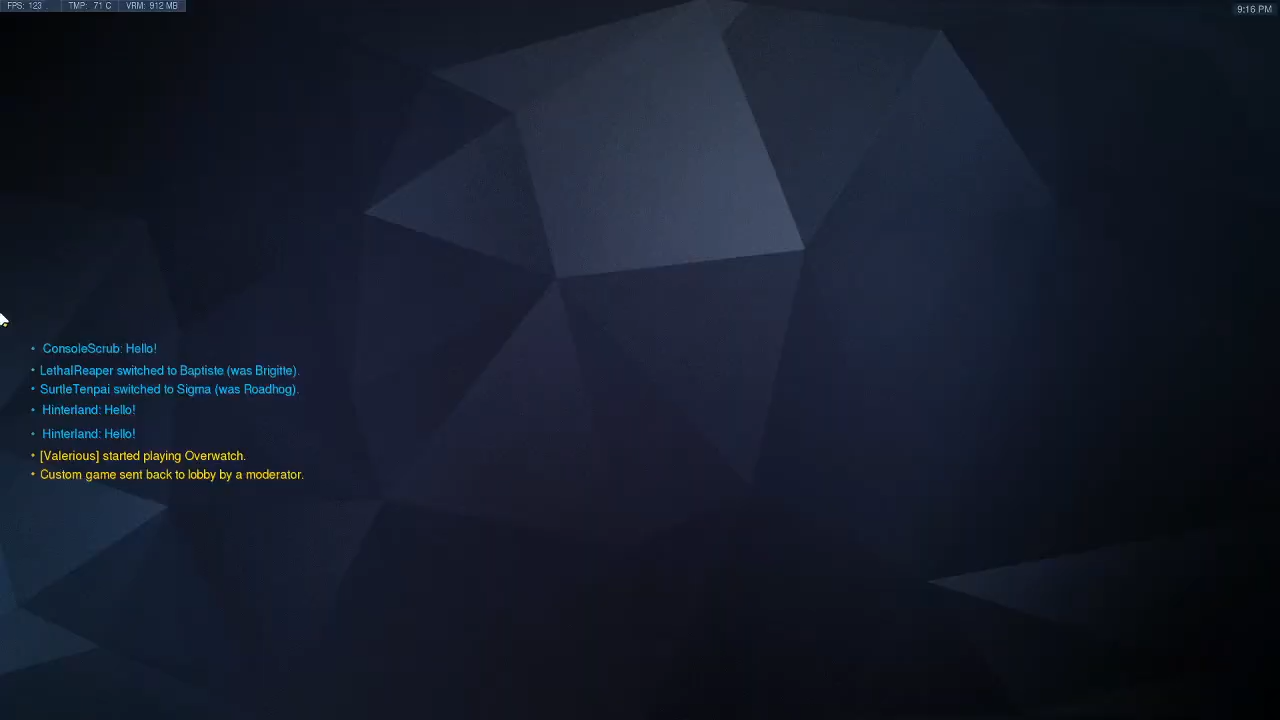 FPS: 123 TMP: 71 C VRM: 912 MB
9:16 PM
• ConsoleScrub: Hello!
• LethalReaper switched to Baptiste (was Brigitte).
• SurtleTenpai switched to Sigma (was Roadhog).
• Hinterland: Hello!
• Hinterland: Hello!
• [Valerious] started playing Overwatch.
• Custom game sent back to lobby by a moderator.